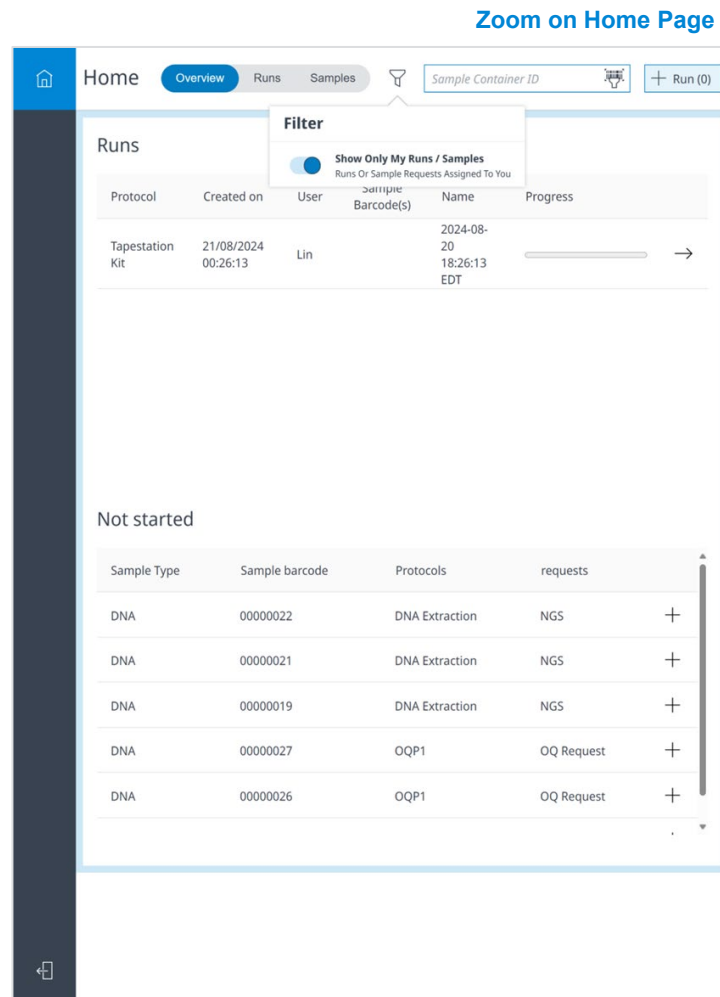 Zoom on Home Page
Home Overview Runs Samples Sample Container ID + Run (0)
Filter
Show Only My Runs / Samples
Runs Or Sample Requests Assigned To You
Runs
Protocol Created on User Sample Barcode(s) Name Progress
Tapestation Kit 21/08/2024 00:26:13 Lin 2024-08-20 18:26:13 EDT
Not started
Sample Type Sample barcode Protocols requests
DNA 00000022 DNA Extraction NGS
DNA 00000021 DNA Extraction NGS
DNA 00000019 DNA Extraction NGS
DNA 00000027 OQP1 OQ Request
DNA 00000026 OQP1 OQ Request